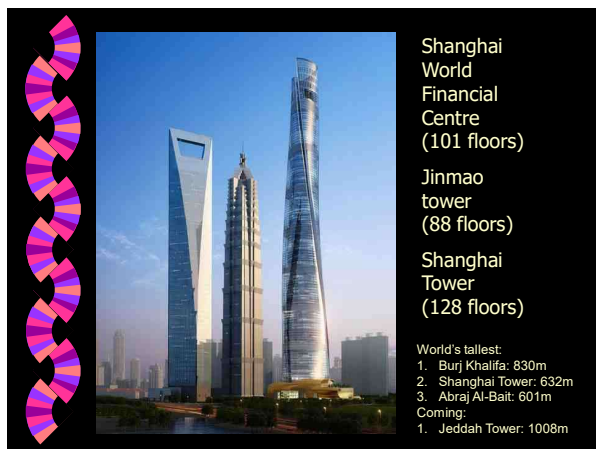 Shanghai
World
Financial
Centre
(101 floors)
Jinmao
tower
(88 floors)
Shanghai
Tower
(128 floors)
World's tallest:
1. Burj Khalifa: 830m
2. Shanghai Tower: 632m
3. Abraj Al-Bait: 601m
Coming:
1. Jeddah Tower: 1008m